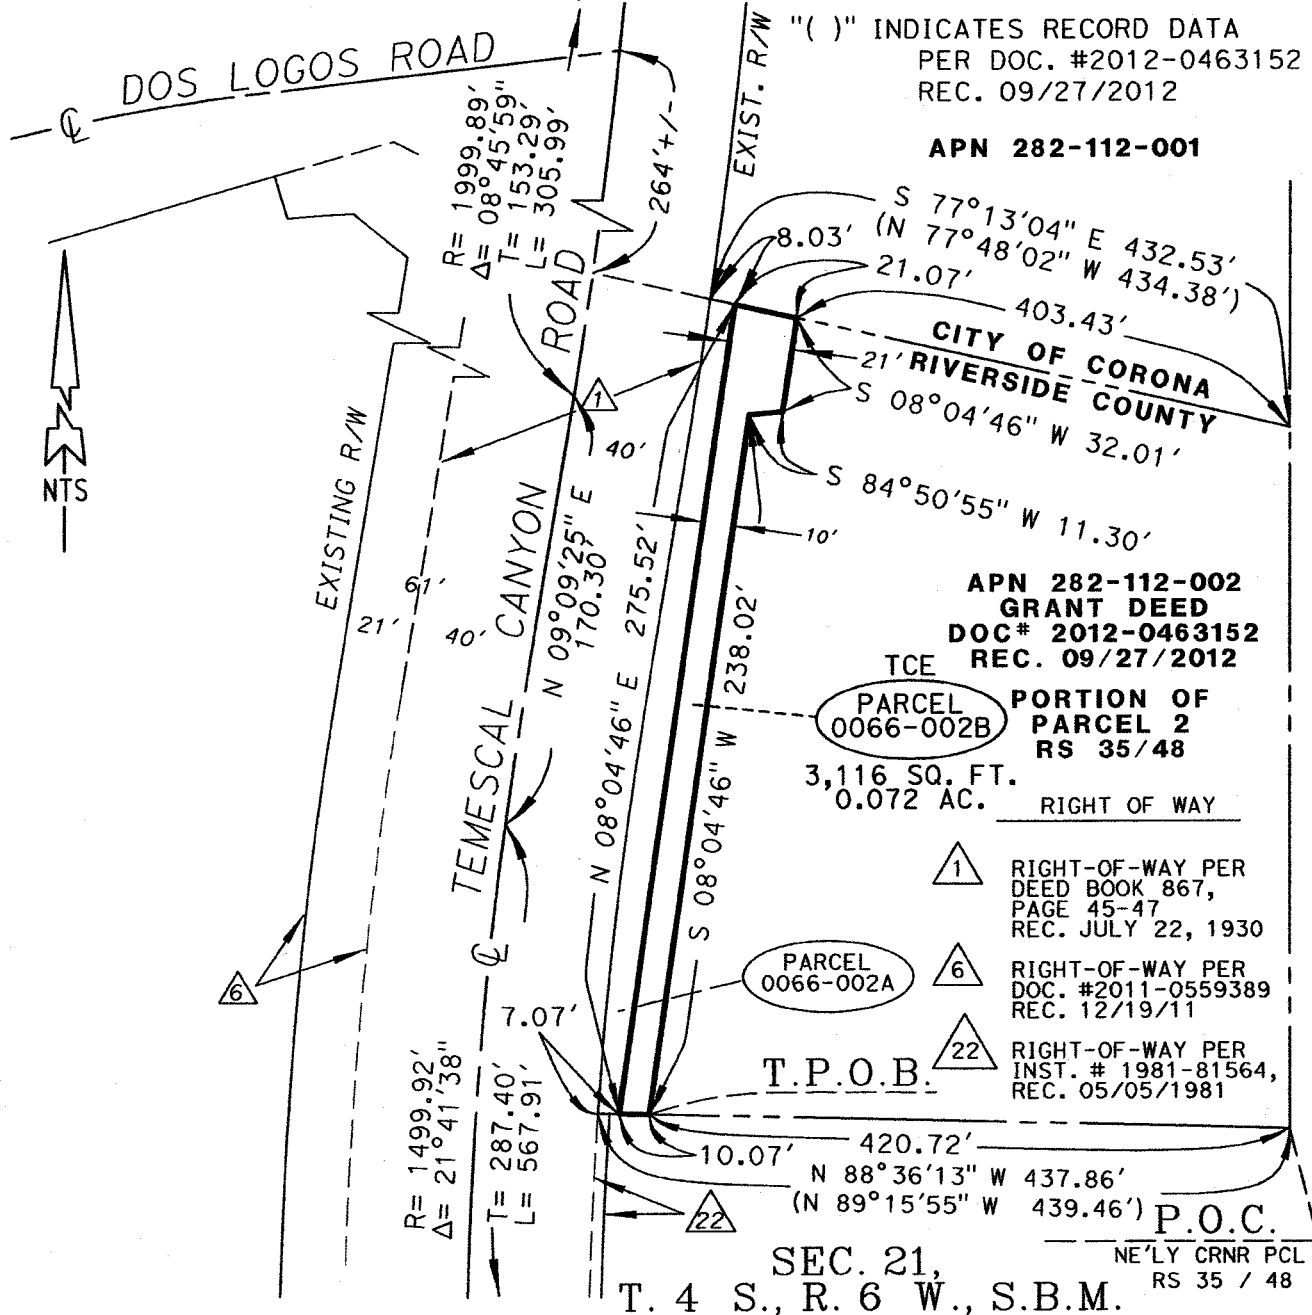 "( )" INDICATES RECORD DATA
PER DOC. #2012-0463152
REC. 09/27/2012
DOS LOGOS ROAD
℄
EXIST. R/W
APN 282-112-001
R= 1999.89'
Δ= 08°45'59"
T= 153.29'
L= 305.99'
264'+/-
S 77°13'04" E 432.53'
(N 77°48'02" W 434.38')
8.03'
21.07'
403.43'
CITY OF CORONA
RIVERSIDE COUNTY
21'
S 08°04'46" W 32.01'
S 84°50'55" W 11.30'
NTS
1
40'
EXISTING R/W
61'
21'
40'
TEMESCAL CANYON ROAD
℄
N 09°09'25" E
170.30'
N 08°04'46" E 275.52'
10'
S 08°04'46" W 238.02'
APN 282-112-002
GRANT DEED
DOC# 2012-0463152
REC. 09/27/2012
TCE
PARCEL
0066-002B
PORTION OF
PARCEL 2
RS 35/48
3,116 SQ. FT.
0.072 AC.
RIGHT OF WAY
1
RIGHT-OF-WAY PER
DEED BOOK 867,
PAGE 45-47
REC. JULY 22, 1930
6
RIGHT-OF-WAY PER
DOC. #2011-0559389
REC. 12/19/11
22
RIGHT-OF-WAY PER
INST. # 1981-81564,
REC. 05/05/1981
6
PARCEL
0066-002A
7.07'
T.P.O.B.
R= 1499.92'
Δ= 21°41'38"
T= 287.40'
L= 567.91'
10.07'
420.72'
N 88°36'13" W 437.86'
(N 89°15'55" W 439.46')
22
P.O.C.
NE'LY CRNR PCL
RS 35 / 48
SEC. 21,
T. 4 S., R. 6 W., S.B.M.